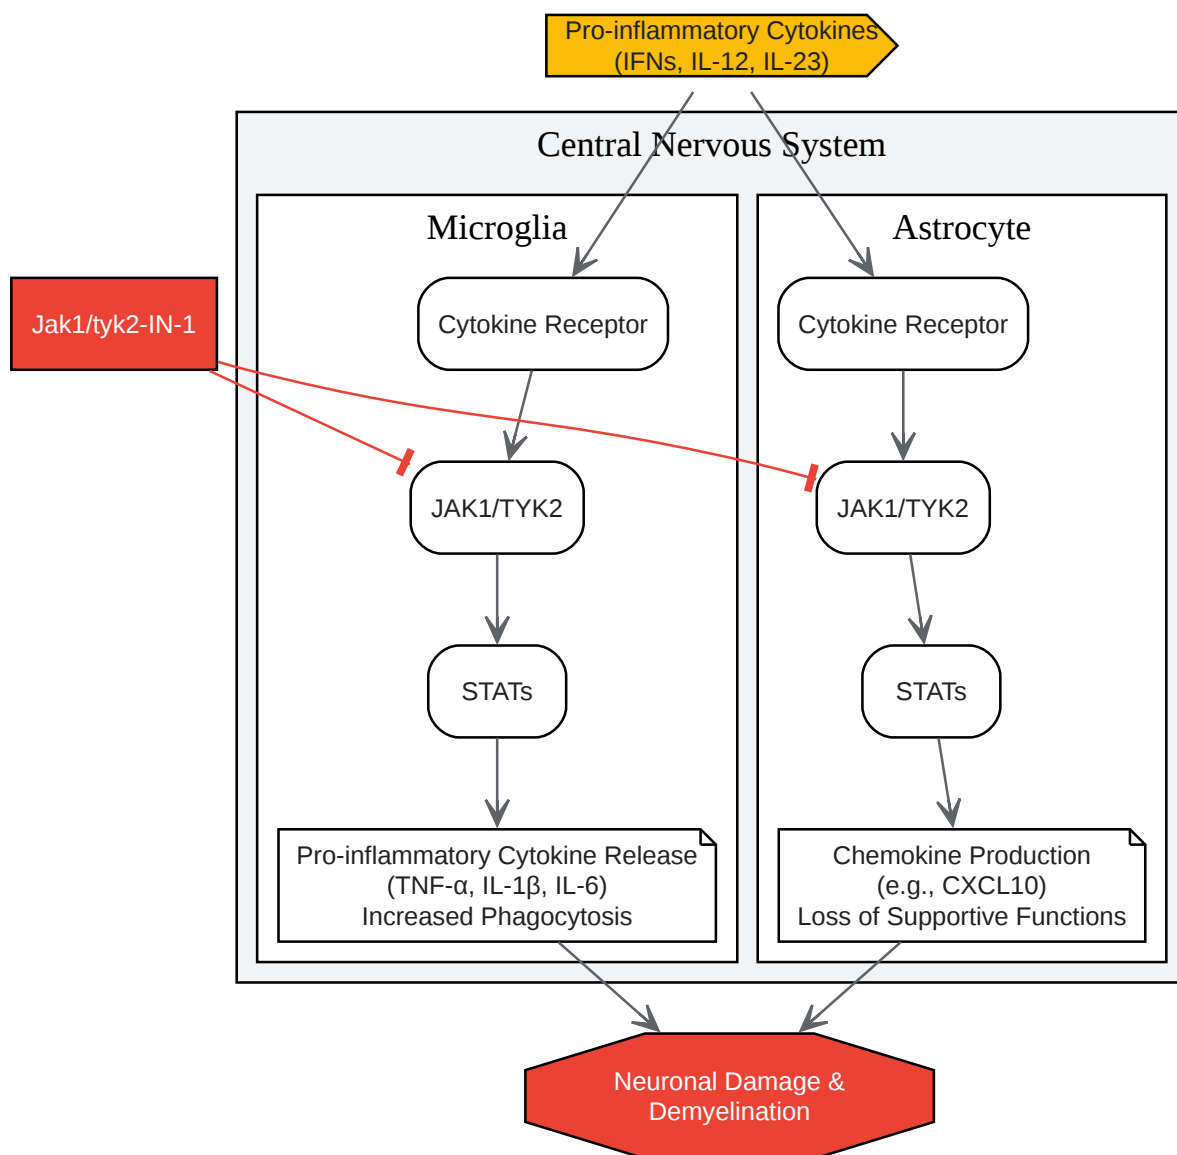 Pro-inflammatory Cytokines
(IFNs, IL-12, IL-23)
Central Nervous System
Microglia
Astrocyte
Jak1/tyk2-IN-1
Cytokine Receptor
Cytokine Receptor
JAK1/TYK2
JAK1/TYK2
STATs
STATs
Pro-inflammatory Cytokine Release
(TNF-α, IL-1β, IL-6)
Increased Phagocytosis
Chemokine Production
(e.g., CXCL10)
Loss of Supportive Functions
Neuronal Damage &
Demyelination